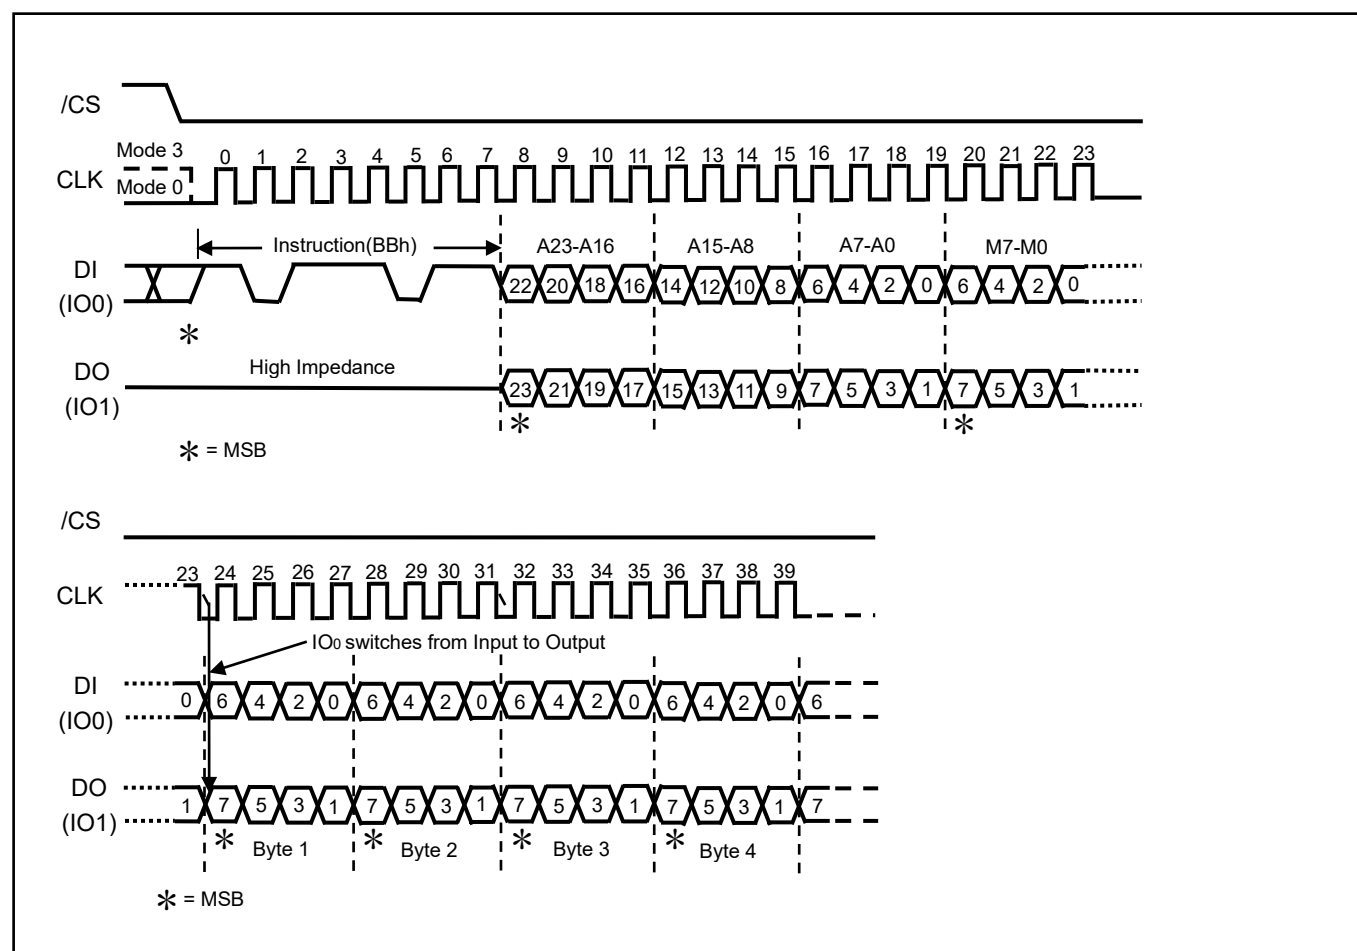 /CS
Mode 3
CLK
Mode 0
0 1 2 3 4 5 6 7 8 9 10 11 12 13 14 15 16 17 18 19 20 21 22 23
Instruction(BBh) A23-A16 A15-A8 A7-A0 M7-M0
DI
(IO0)
22 20 18 16 14 12 10 8 6 4 2 0 6 4 2 0
*
High Impedance
DO
(IO1)
23 21 19 17 15 13 11 9 7 5 3 1 7 5 3 1
* *
* = MSB
/CS
23 24 25 26 27 28 29 30 31 32 33 34 35 36 37 38 39
CLK
IO0 switches from Input to Output
DI
(IO0)
0 6 4 2 0 6 4 2 0 6 4 2 0 6 4 2 0 6
DO
(IO1)
1 7 5 3 1 7 5 3 1 7 5 3 1 7 5 3 1 7
* Byte 1 * Byte 2 * Byte 3 * Byte 4
* = MSB